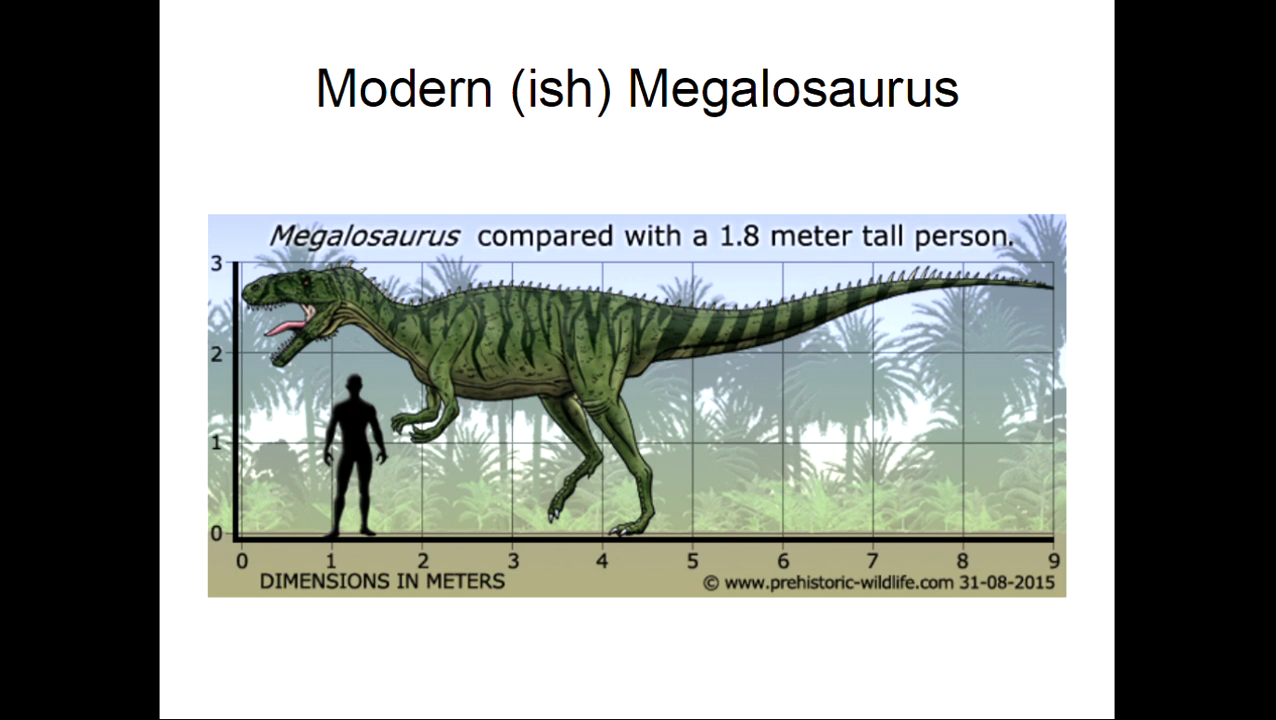 Modern (ish) Megalosaurus
Megalosaurus compared with a 1.8 meter tall person.
3
2
1
0
0 1 2 3 4 5 6 7 8 9
DIMENSIONS IN METERS © www.prehistoric-wildlife.com 31-08-2015